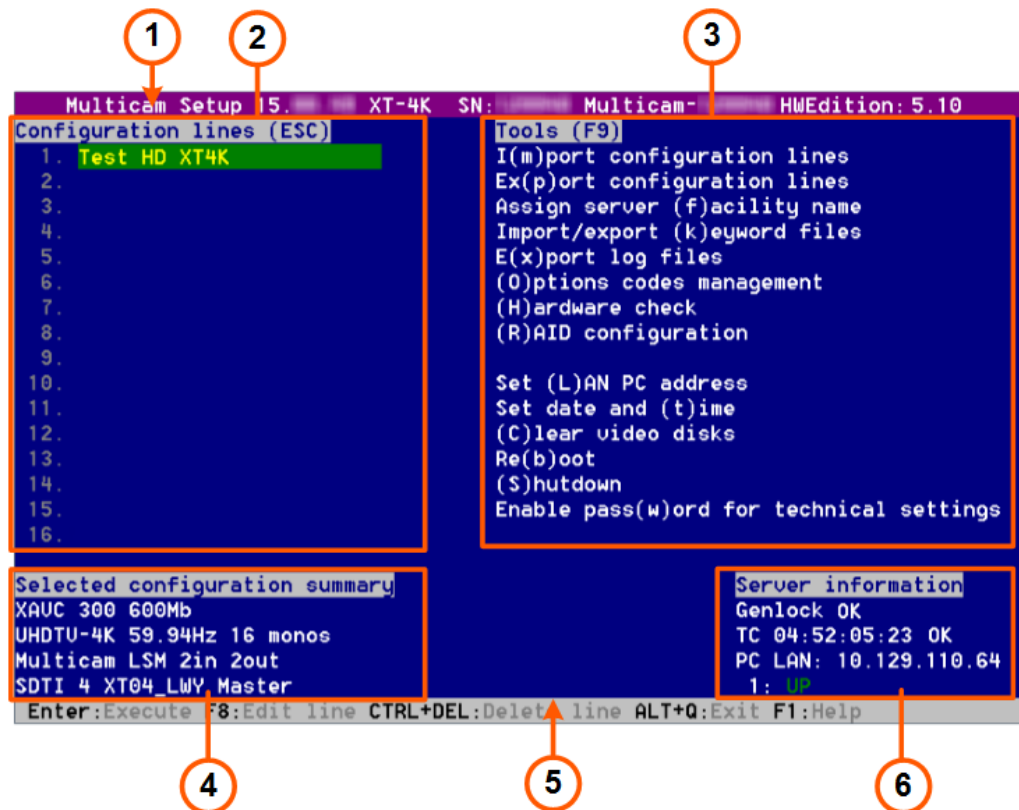 1 2 3
Multicam Setup 15. XT-4K SN: Multicam- HWEdition:5.10
Configuration lines (ESC)
1. Test HD XT4K
2.
3.
4.
5.
6.
7.
8.
9.
10.
11.
12.
13.
14.
15.
16.
Tools (F9)
I(m)port configuration lines
Ex(p)ort configuration lines
Assign server (f)acility name
Import/export (k)eyword files
E(x)port log files
(O)ptions codes management
(H)ardware check
(R)AID configuration
Set (L)AN PC address
Set date and (t)ime
(C)lear video disks
Re(b)oot
(S)hutdown
Enable pass(w)ord for technical settings
Selected configuration summary
XAVC 300 600Mb
UHDTV-4K 59.94Hz 16 monos
Multicam LSM 2in 2out
SDTI 4 XT04_LWY Master
Server information
Genlock OK
TC 04:52:05:23 OK
PC LAN: 10.129.110.64
1: UP
Enter:Execute F8:Edit line CTRL+DEL:Delete line ALT+Q:Exit F1:Help
4 5 6